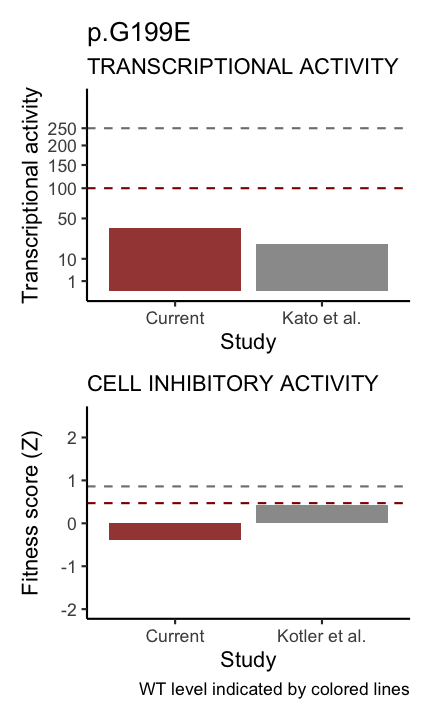 p.G199E
TRANSCRIPTIONAL ACTIVITY
Transcriptional activity
250
200
150
100
50
10
1
Current
Kato et al.
Study
CELL INHIBITORY ACTIVITY
Fitness score (Z)
2
1
0
-1
-2
Current
Kotler et al.
Study
WT level indicated by colored lines